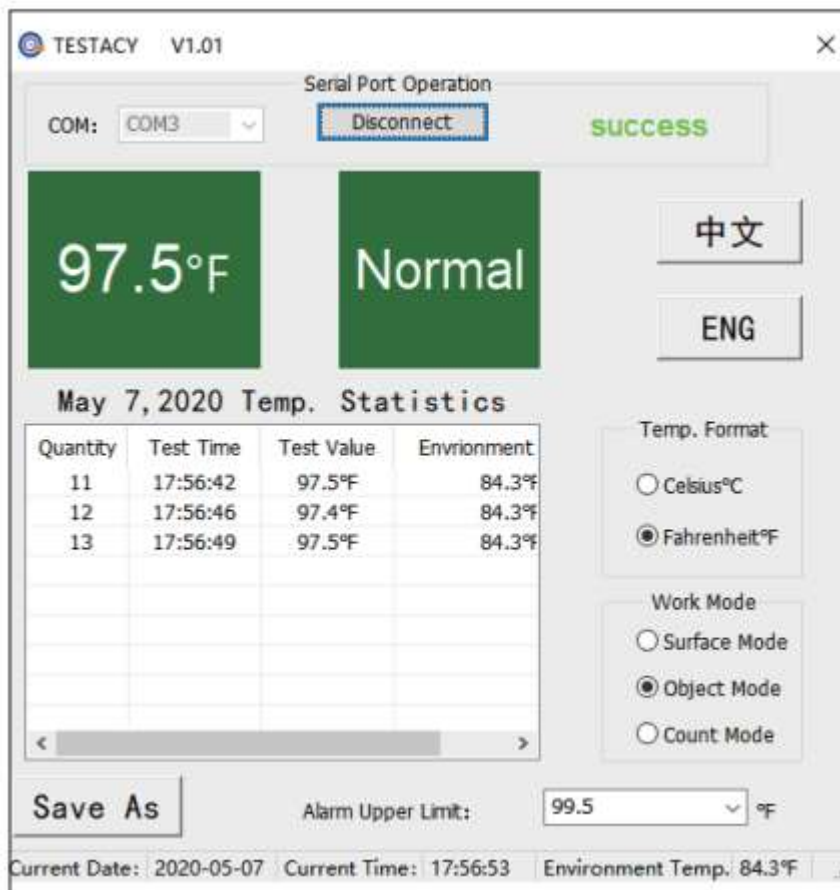 TESTACY V1.01
Serial Port Operation
COM: COM3 Disconnect success
97.5°F Normal
中文
ENG
May 7,2020 Temp. Statistics
Quantity Test Time Test Value Envrionment
11 17:56:42 97.5°F 84.3°F
12 17:56:46 97.4°F 84.3°F
13 17:56:49 97.5°F 84.3°F
Temp. Format
Celsius°C
Fahrenheit°F
Work Mode
Surface Mode
Object Mode
Count Mode
Save As Alarm Upper Limit: 99.5 °F
Current Date: 2020-05-07 Current Time: 17:56:53 Environment Temp. 84.3°F